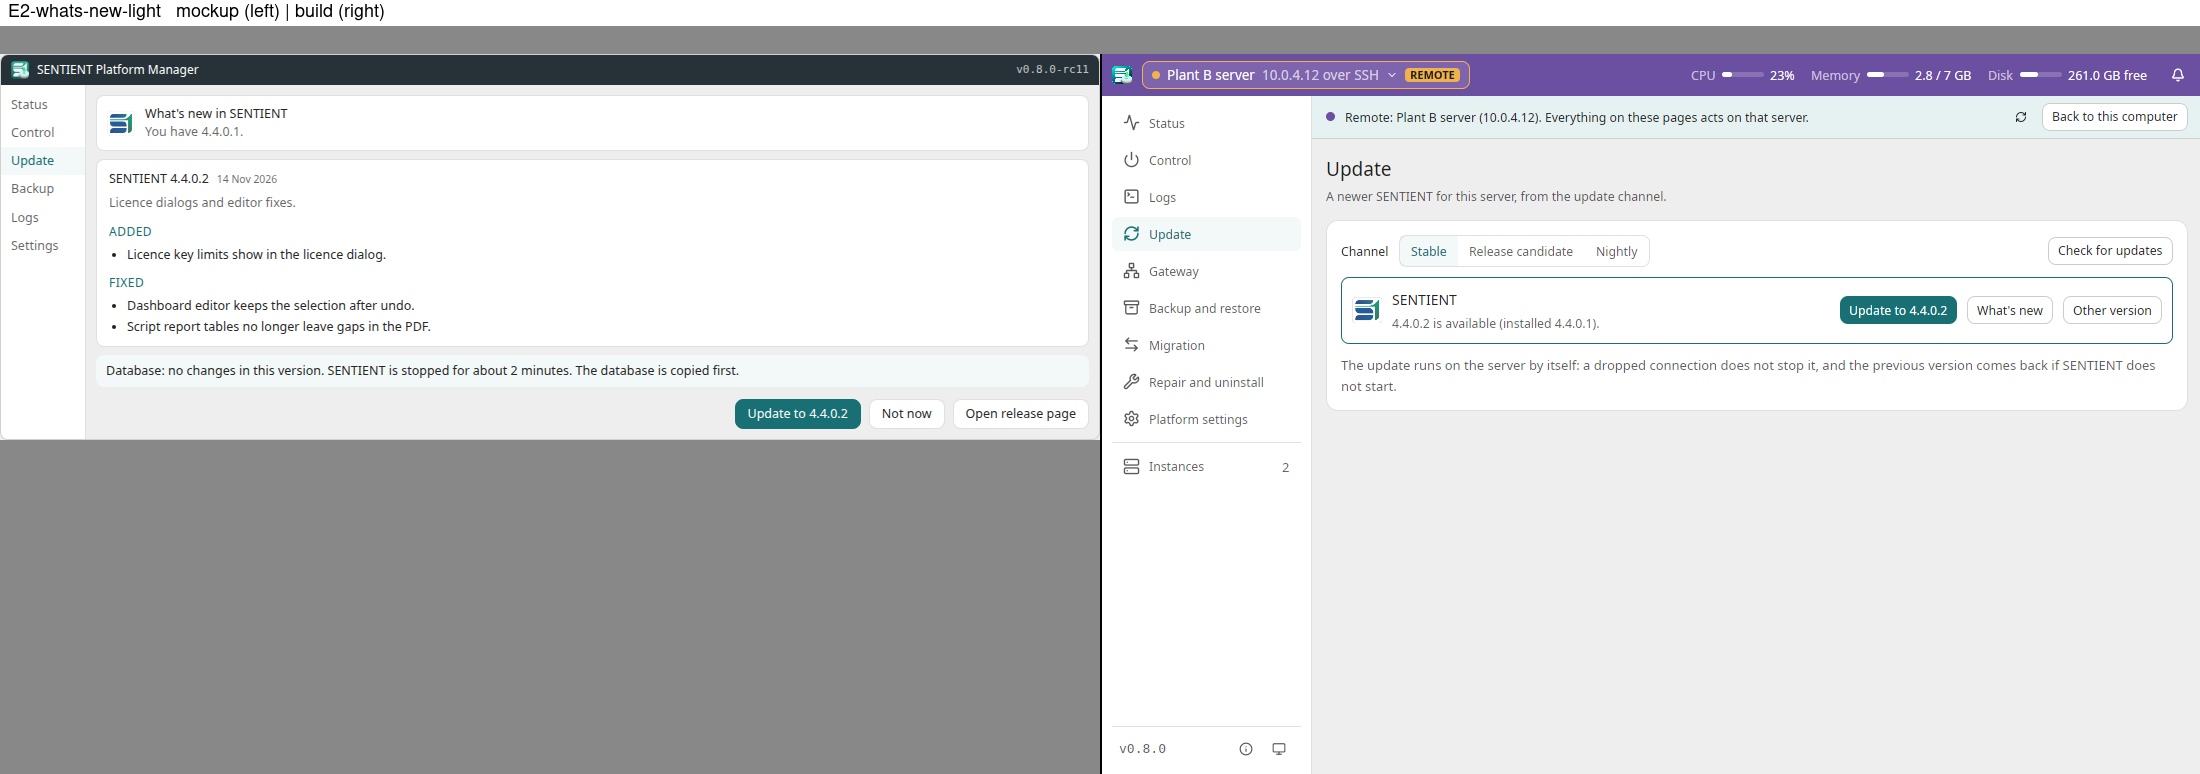 E2-whats-new-light mockup (left) | build (right)
SENTIENT Platform Manager
v0.8.0-rc11
Status
Control
Update
Backup
Logs
Settings
What's new in SENTIENT
You have 4.4.0.1.
SENTIENT 4.4.0.2 14 Nov 2026
Licence dialogs and editor fixes.
ADDED
• Licence key limits show in the licence dialog.
FIXED
• Dashboard editor keeps the selection after undo.
• Script report tables no longer leave gaps in the PDF.
Database: no changes in this version. SENTIENT is stopped for about 2 minutes. The database is copied first.
Update to 4.4.0.2
Not now
Open release page
Plant B server 10.0.4.12 over SSH REMOTE
CPU 23% Memory 2.8 / 7 GB Disk 261.0 GB free
Status
Control
Logs
Update
Gateway
Backup and restore
Migration
Repair and uninstall
Platform settings
Instances 2
v0.8.0
Remote: Plant B server (10.0.4.12). Everything on these pages acts on that server.
Back to this computer
Update
A newer SENTIENT for this server, from the update channel.
Channel Stable Release candidate Nightly
Check for updates
SENTIENT
4.4.0.2 is available (installed 4.4.0.1).
Update to 4.4.0.2
What's new
Other version
The update runs on the server by itself: a dropped connection does not stop it, and the previous version comes back if SENTIENT does
not start.